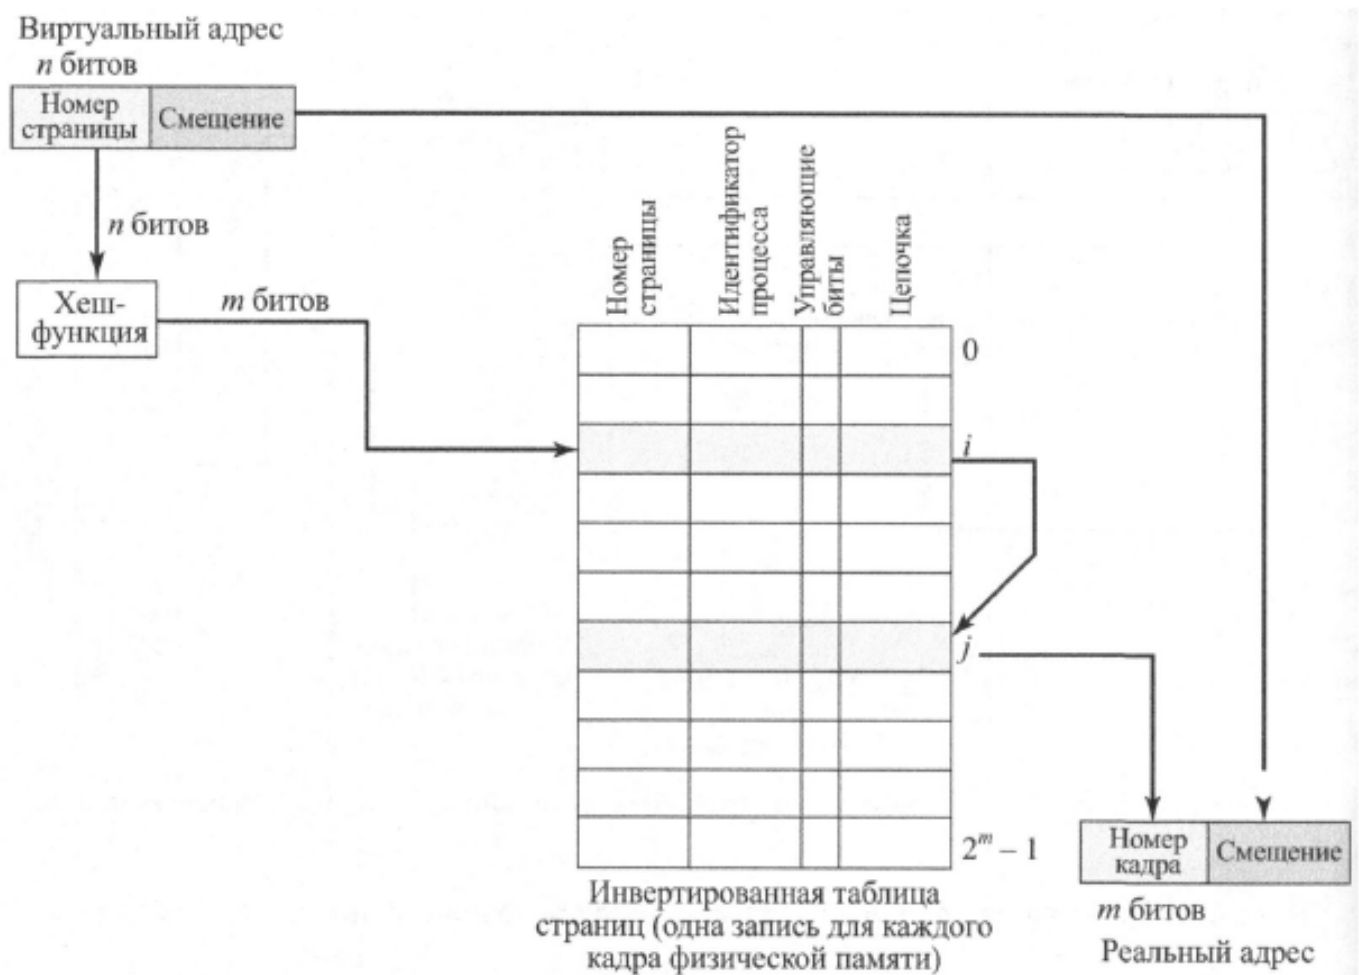 Виртуальный адрес
n битов
Номер
страницы
Смещение
n битов
Хеш-
функция
m битов
Номер
страницы
Идентификатор
процесса
Управляющие
биты
Цепочка
0
i
j
2^m – 1
Номер
кадра
Смещение
m битов
Реальный адрес
Инвертированная таблица
страниц (одна запись для каждого
кадра физической памяти)